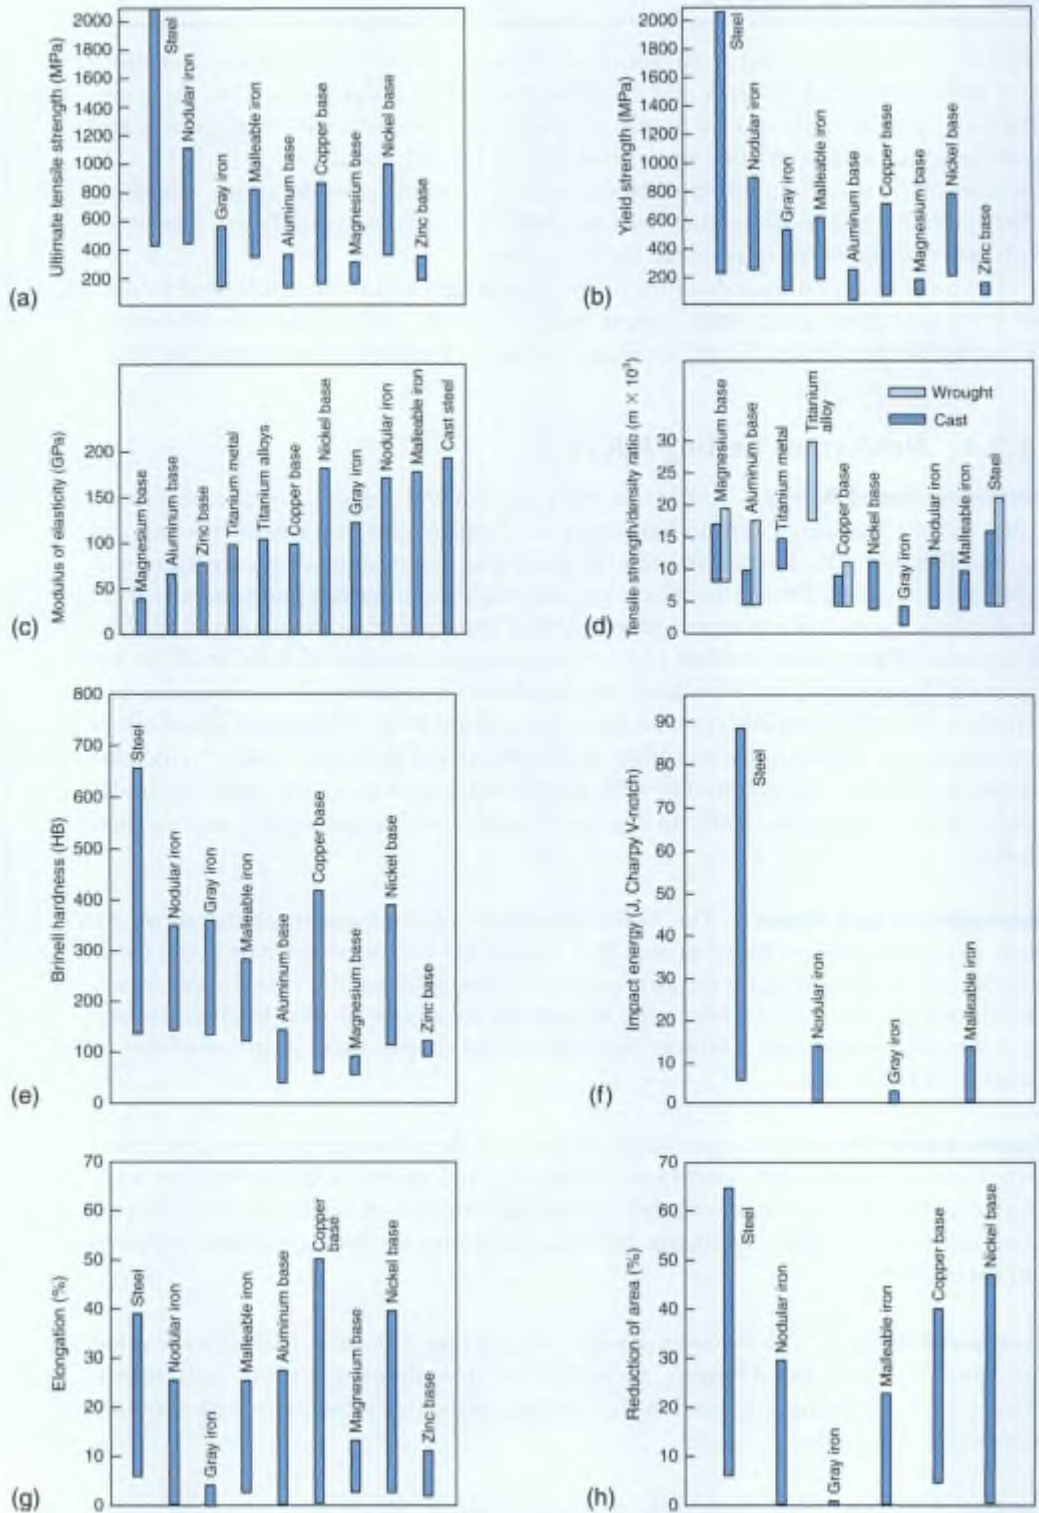 (a)
Ultimate tensile strength (MPa)
2000
1800
1600
1400
1200
1000
800
600
400
200
Steel
Nodular iron
Gray iron
Malleable iron
Aluminum base
Copper base
Magnesium base
Nickel base
Zinc base
(b)
Yield strength (MPa)
2000
1800
1600
1400
1200
1000
800
600
400
200
Steel
Nodular iron
Gray iron
Malleable iron
Aluminum base
Copper base
Magnesium base
Nickel base
Zinc base
(c)
Modulus of elasticity (GPa)
200
150
100
50
0
Magnesium base
Aluminum base
Zinc base
Titanium metal
Titanium alloys
Copper base
Nickel base
Gray iron
Nodular iron
Malleable iron
Cast steel
(d)
Tensile strength/density ratio (m × 10³)
30
25
20
15
10
5
0
Magnesium base
Aluminum base
Titanium metal
Titanium
alloy
Copper base
Nickel base
Gray iron
Nodular iron
Malleable iron
Steel
Wrought
Cast
(e)
Brinell hardness (HB)
800
700
600
500
400
300
200
100
0
Steel
Nodular iron
Gray iron
Malleable iron
Aluminum base
Copper base
Magnesium base
Nickel base
Zinc base
(f)
Impact energy (J, Charpy V-notch)
90
80
70
60
50
40
30
20
10
0
Steel
Nodular iron
Gray iron
Malleable iron
(g)
Elongation (%)
70
60
50
40
30
20
10
0
Steel
Nodular iron
Gray iron
Malleable iron
Aluminum base
Copper
base
Magnesium base
Nickel base
Zinc base
(h)
Reduction of area (%)
70
60
50
40
30
20
10
0
Steel
Nodular iron
Gray iron
Malleable iron
Copper base
Nickel base